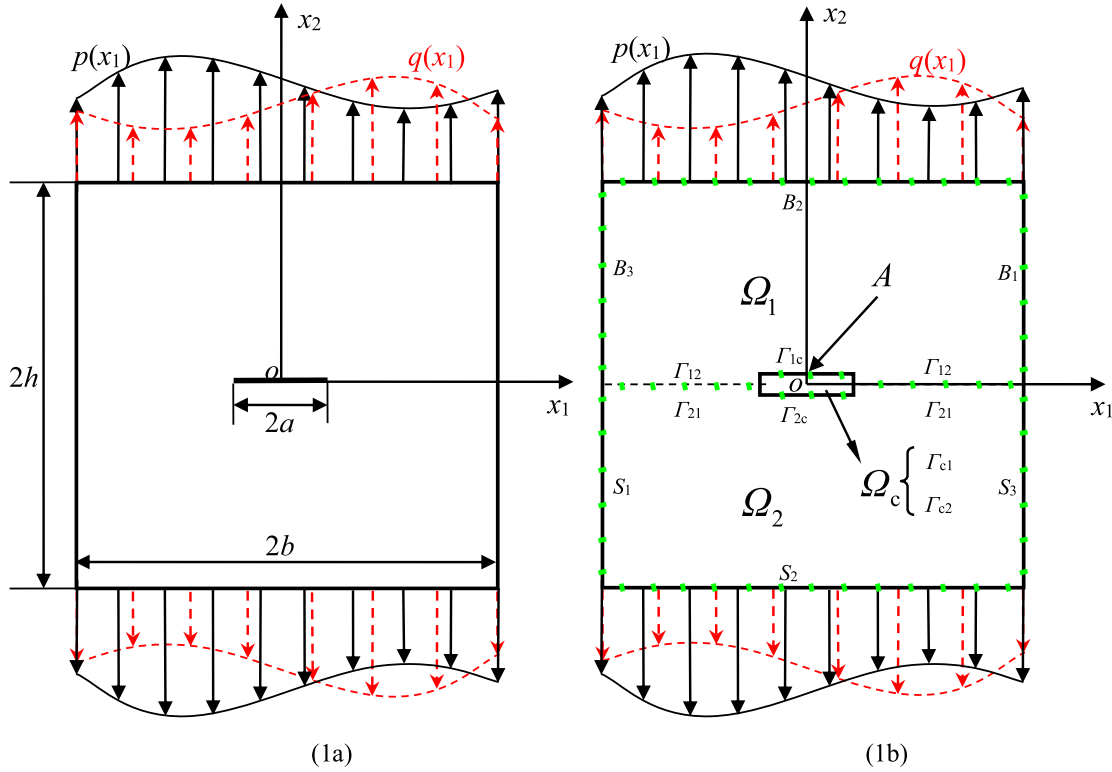 x2
p(x1)
q(x1)
o
x1
2h
2a
2b
(1a)
x2
p(x1)
q(x1)
B2
B3
B1
Ω1
A
Γ1c
Γ12
o
Γ12
x1
Γ21
Γ2c
Γ21
S1
Ωc
Γc1
Γc2
S3
Ω2
S2
(1b)